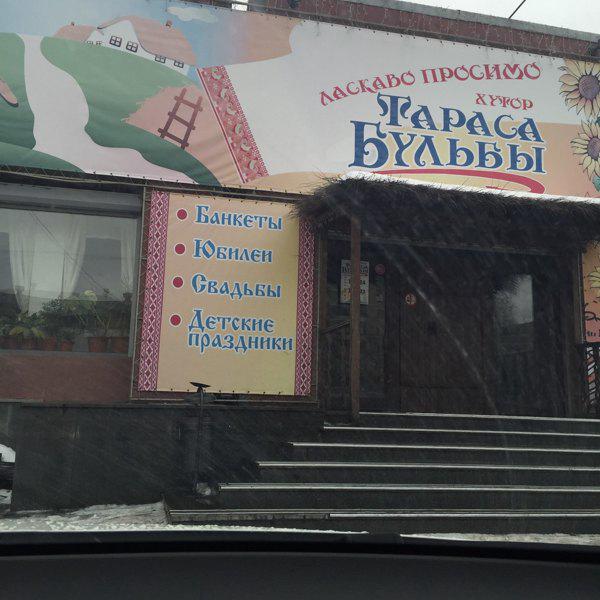 ЛАСКАВО ПРОСИМО
ХУТОР
ТАРАСА
БУЛЬБЫ
Банкеты
Юбилеи
Свадьбы
Детские
праздники